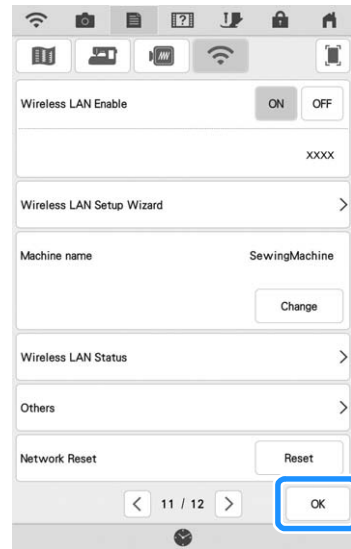 Wireless LAN Enable ON OFF
xxxx
Wireless LAN Setup Wizard
Machine name SewingMachine
Change
Wireless LAN Status
Others
Network Reset Reset
11 / 12 OK